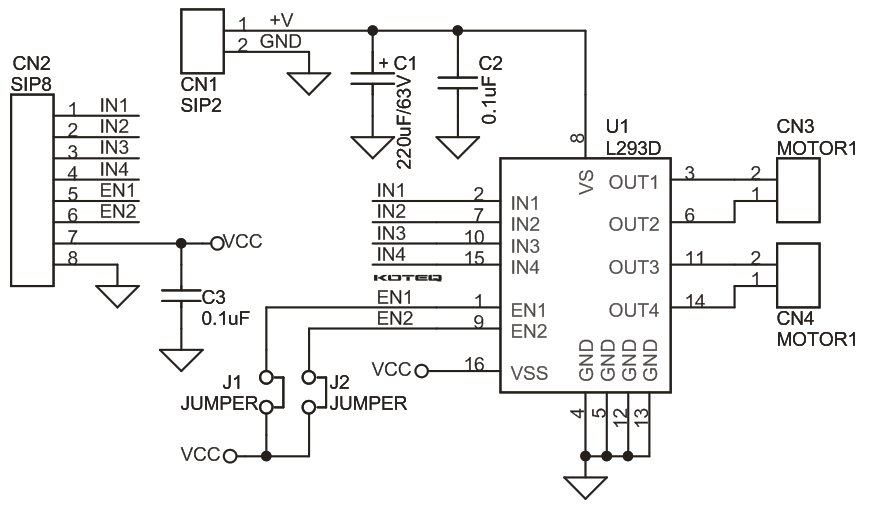 CN2
SIP8
1 IN1
2 IN2
3 IN3
4 IN4
5 EN1
6 EN2
7
8
VCC
C3
0.1uF
1 +V
2 GND
CN1
SIP2
+ C1
220uF/63V
C2
0.1uF
U1
L293D
8
VS
IN1 2 IN1
IN2 7 IN2
IN3 10 IN3
IN4 15 IN4
KOTEQ
EN1 1 EN1
EN2 9 EN2
VCC 16 VSS
OUT1 3
OUT2 6
OUT3 11
OUT4 14
GND GND GND GND
4 5 12 13
CN3
MOTOR1
2
1
2
1
CN4
MOTOR1
J1
JUMPER
J2
JUMPER
VCC